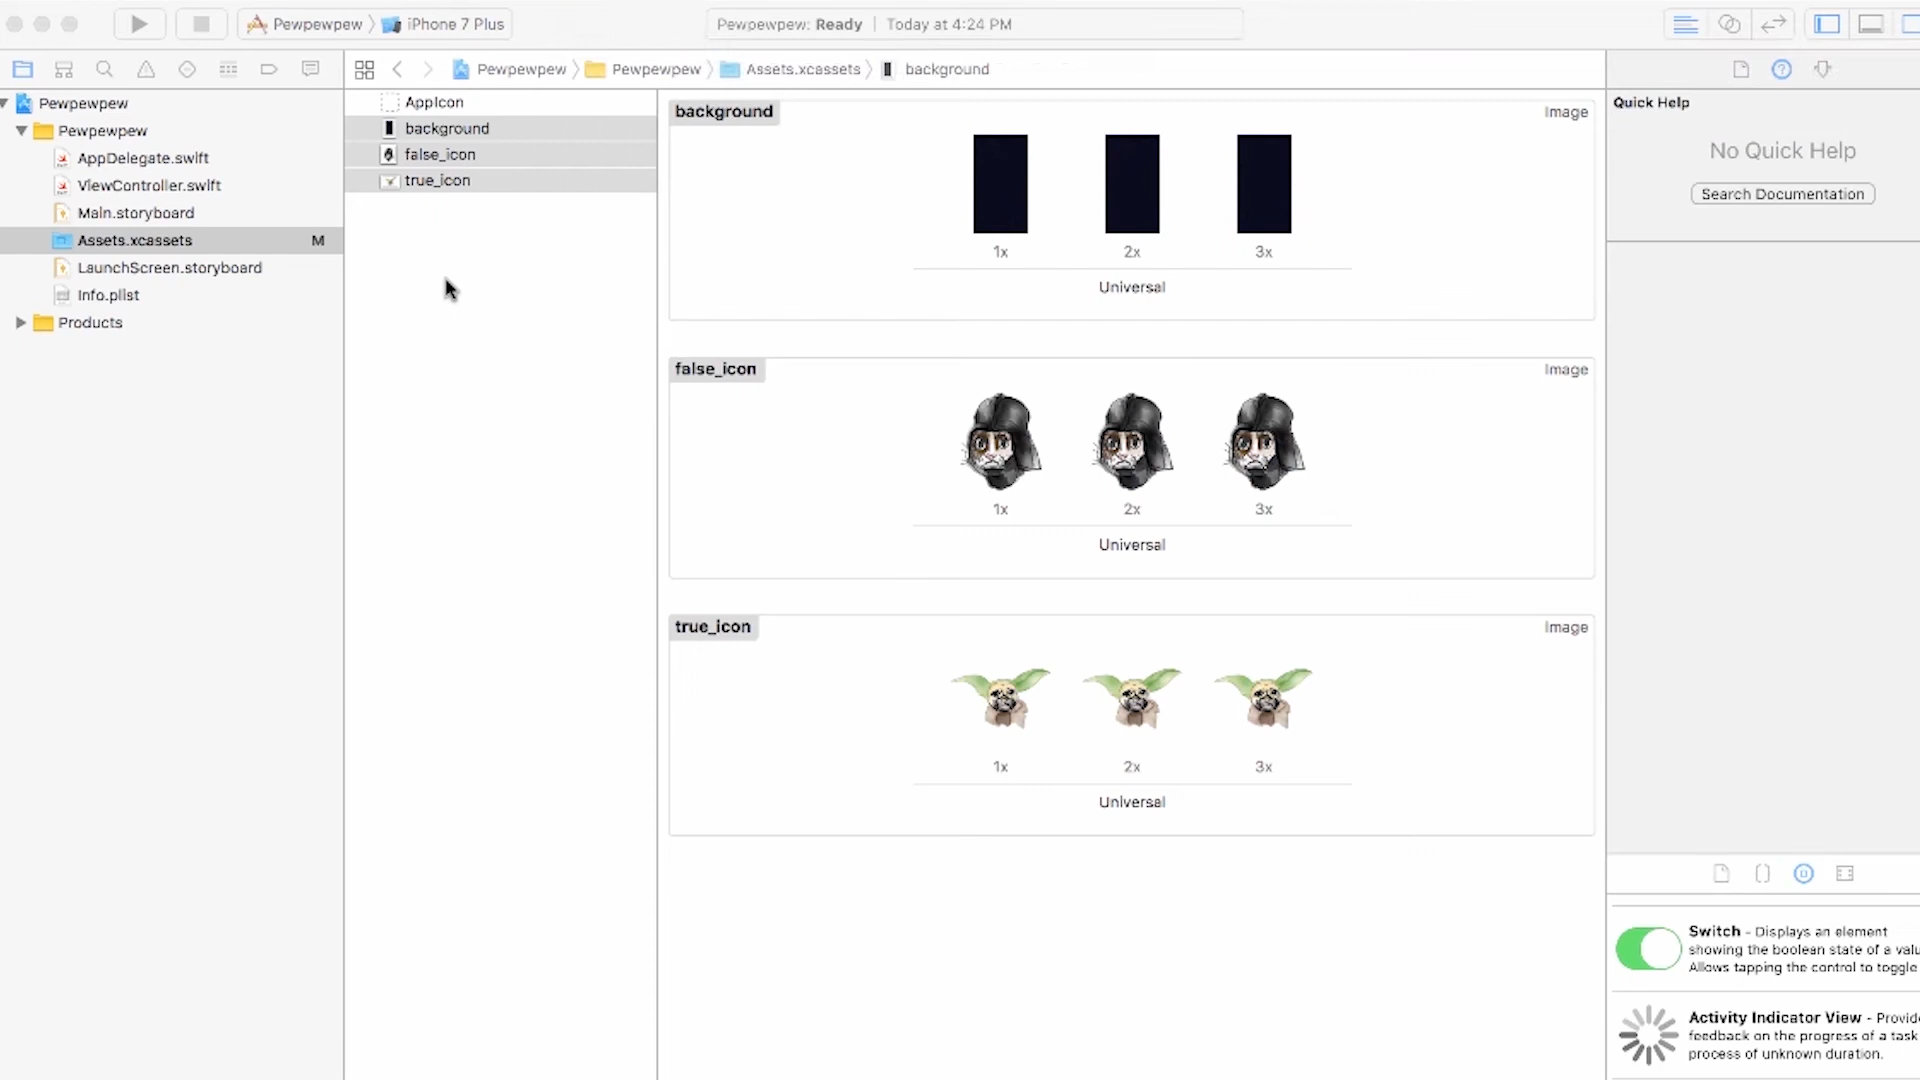 Pewpewpew
iPhone 7 Plus
Pewpewpew: Ready
Today at 4:24 PM
Pewpewpew
Pewpewpew
Assets.xcassets
background
Pewpewpew
Pewpewpew
AppDelegate.swift
ViewController.swift
Main.storyboard
Assets.xcassets
M
LaunchScreen.storyboard
Info.plist
Products
AppIcon
background
false_icon
true_icon
background
Image
1x
2x
3x
Universal
false_icon
Image
1x
2x
3x
Universal
true_icon
Image
1x
2x
3x
Universal
Quick Help
No Quick Help
Search Documentation
Switch - Displays an element
showing the boolean state of a valu
Allows tapping the control to toggle
Activity Indicator View - Provide
feedback on the progress of a task
process of unknown duration.